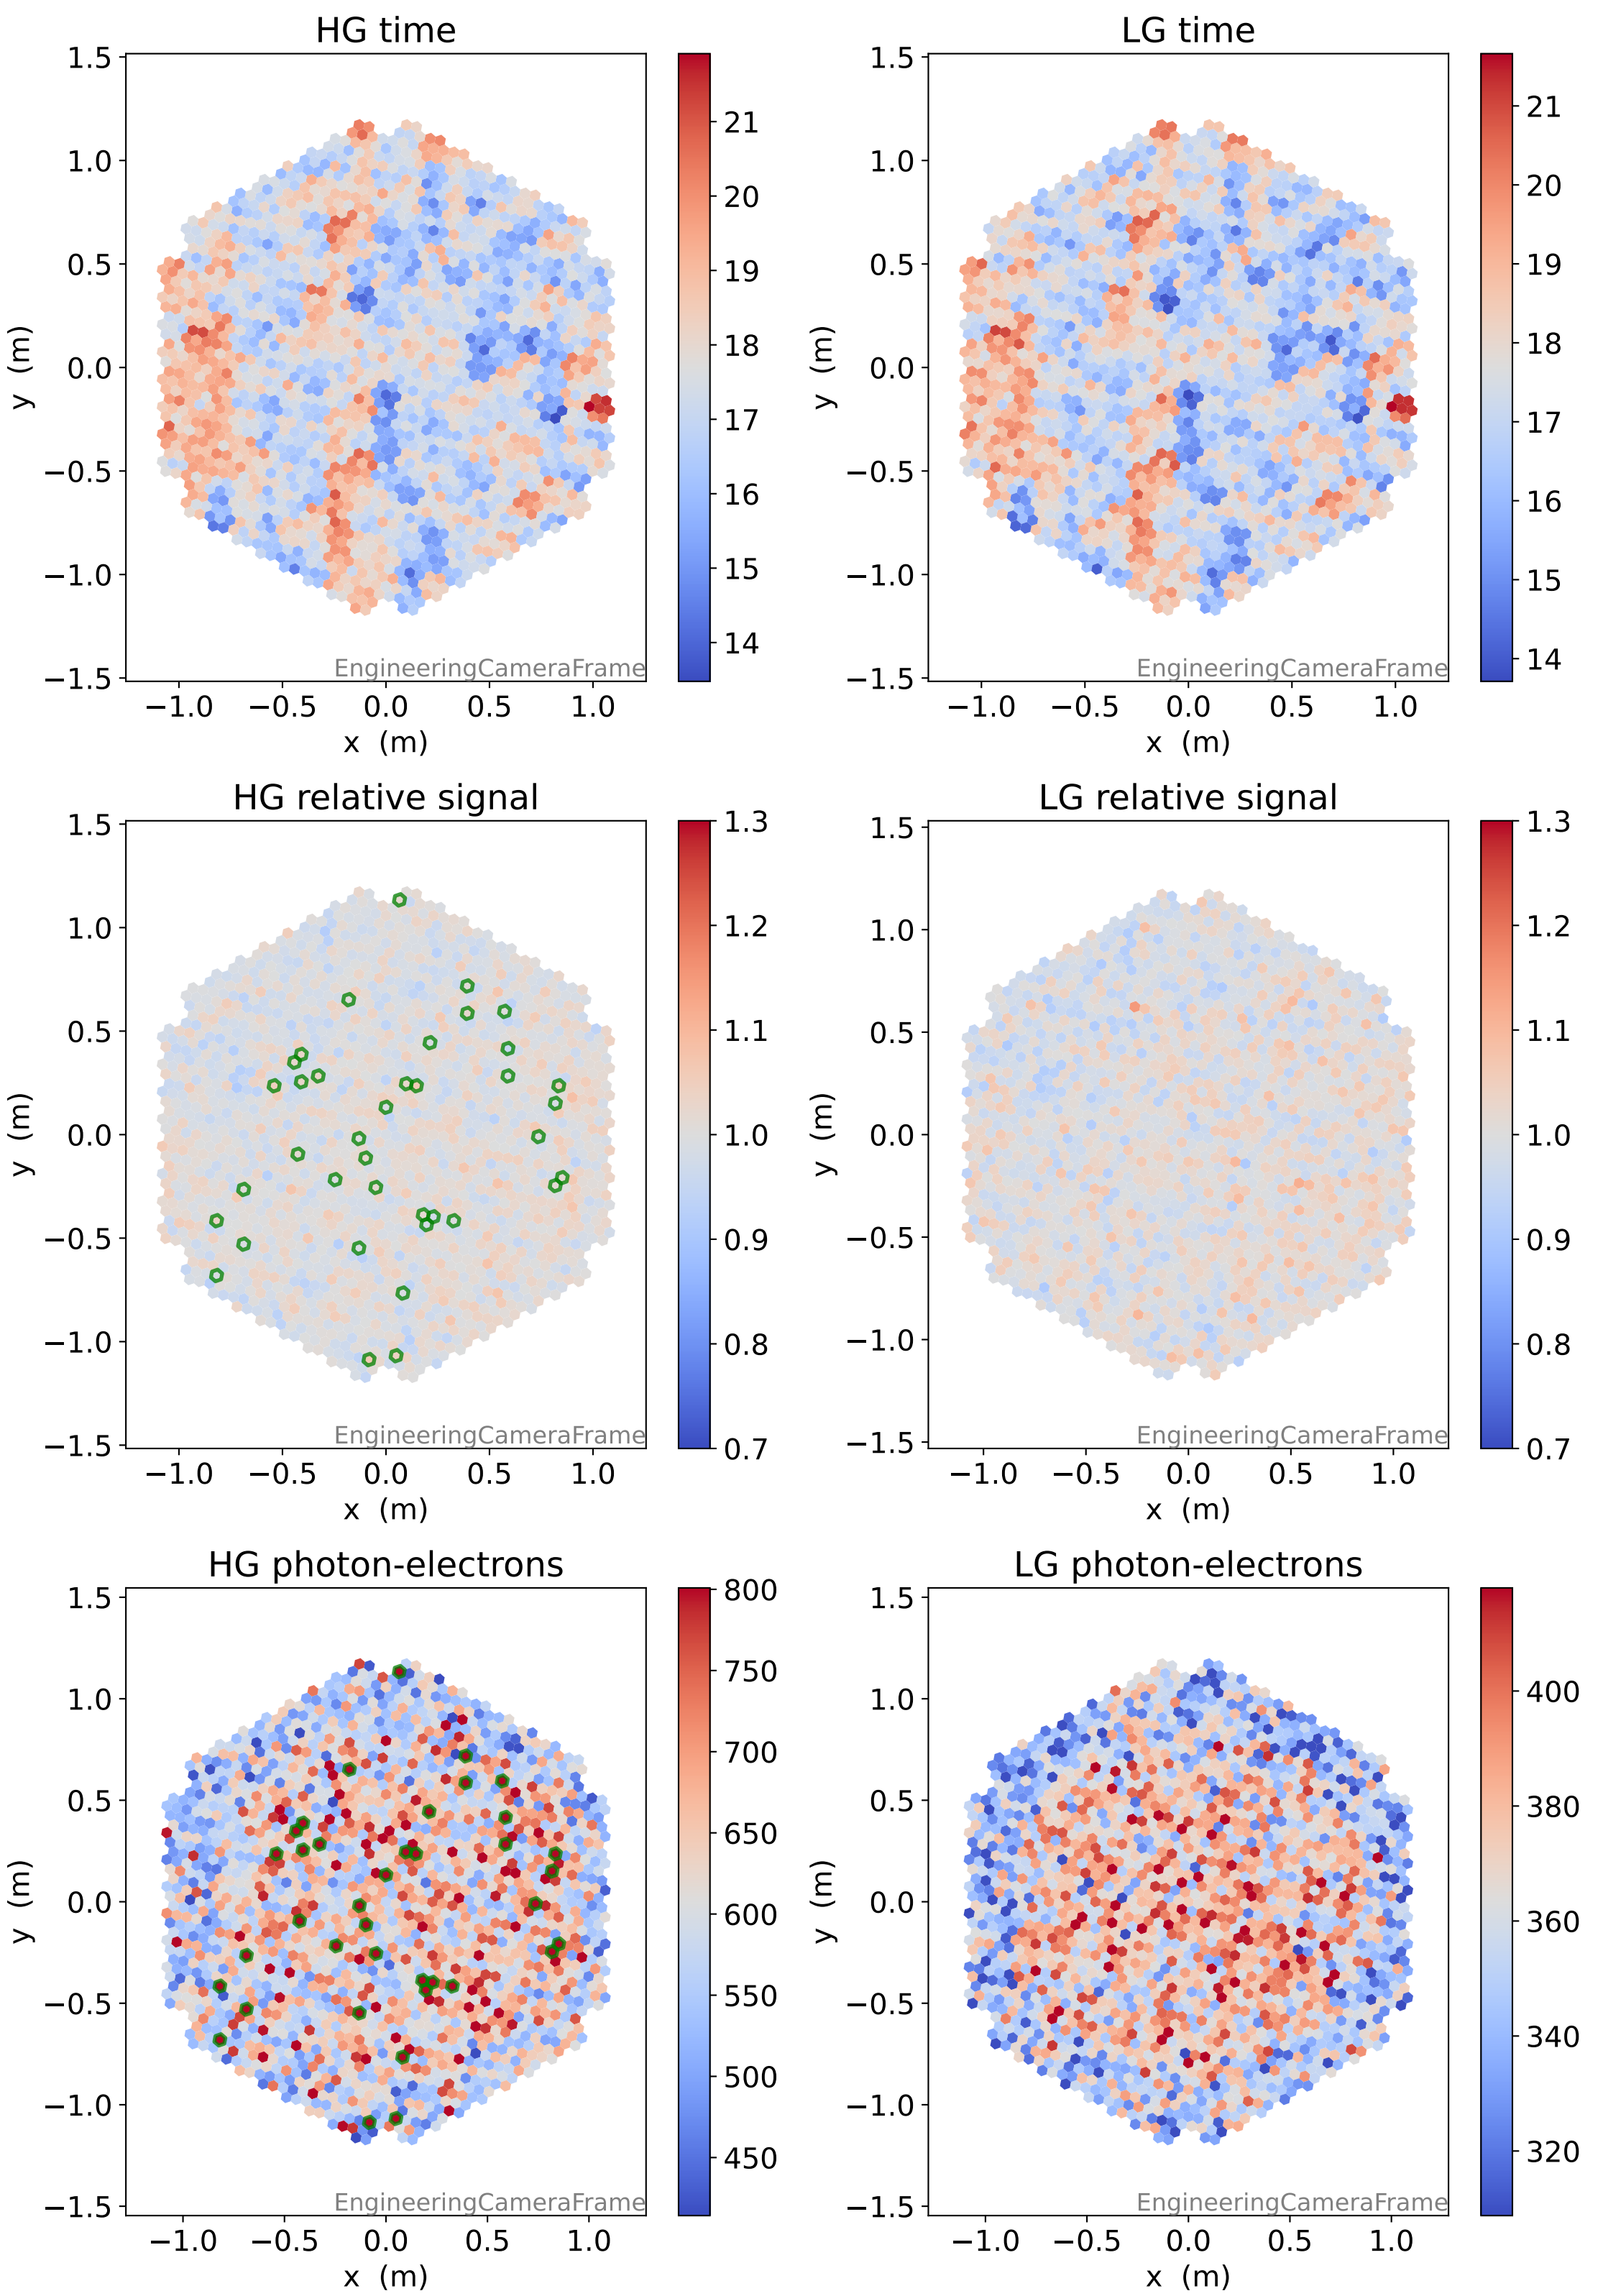 HG time
1.5
1.0
0.5
0.0
−0.5
−1.0
−1.5
y (m)
−1.0 −0.5 0.0 0.5 1.0
x (m)
EngineeringCameraFrame
21
20
19
18
17
16
15
14
LG time
1.5
1.0
0.5
0.0
−0.5
−1.0
−1.5
y (m)
−1.0 −0.5 0.0 0.5 1.0
x (m)
EngineeringCameraFrame
21
20
19
18
17
16
15
14
HG relative signal
1.5
1.0
0.5
0.0
−0.5
−1.0
−1.5
y (m)
−1.0 −0.5 0.0 0.5 1.0
x (m)
EngineeringCameraFrame
1.3
1.2
1.1
1.0
0.9
0.8
0.7
LG relative signal
1.5
1.0
0.5
0.0
−0.5
−1.0
−1.5
y (m)
−1.0 −0.5 0.0 0.5 1.0
x (m)
EngineeringCameraFrame
1.3
1.2
1.1
1.0
0.9
0.8
0.7
HG photon-electrons
1.5
1.0
0.5
0.0
−0.5
−1.0
−1.5
y (m)
−1.0 −0.5 0.0 0.5 1.0
x (m)
EngineeringCameraFrame
800
750
700
650
600
550
500
450
LG photon-electrons
1.5
1.0
0.5
0.0
−0.5
−1.0
−1.5
y (m)
−1.0 −0.5 0.0 0.5 1.0
x (m)
EngineeringCameraFrame
400
380
360
340
320